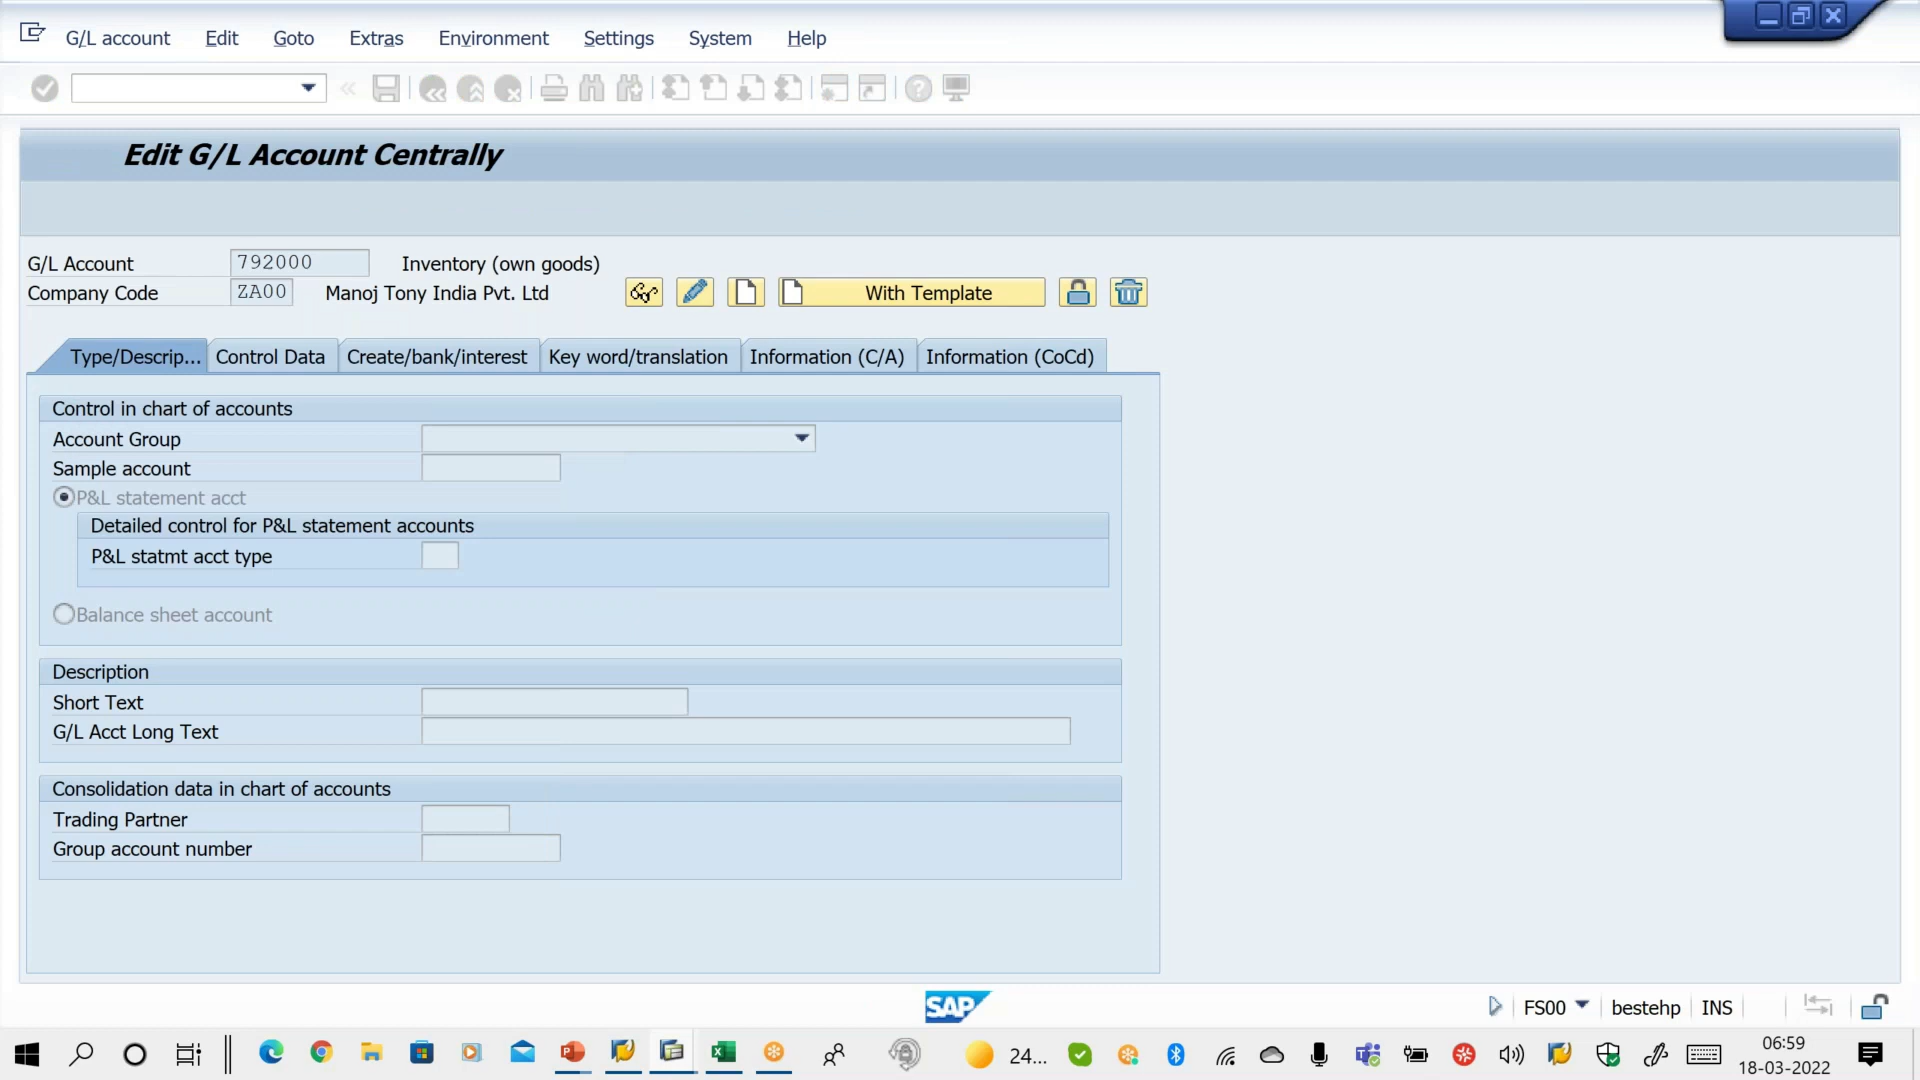 G/L account Edit Goto Extras Environment Settings System Help
Edit G/L Account Centrally
G/L Account 792000 Inventory (own goods)
Company Code ZA00 Manoj Tony India Pvt. Ltd With Template
Type/Descrip... Control Data Create/bank/interest Key word/translation Information (C/A) Information (CoCd)
Control in chart of accounts
Account Group
Sample account
P&L statement acct
Detailed control for P&L statement accounts
P&L statmt acct type
Balance sheet account
Description
Short Text
G/L Acct Long Text
Consolidation data in chart of accounts
Trading Partner
Group account number
SAP FS00 bestehp INS
24...
06:59
18-03-2022